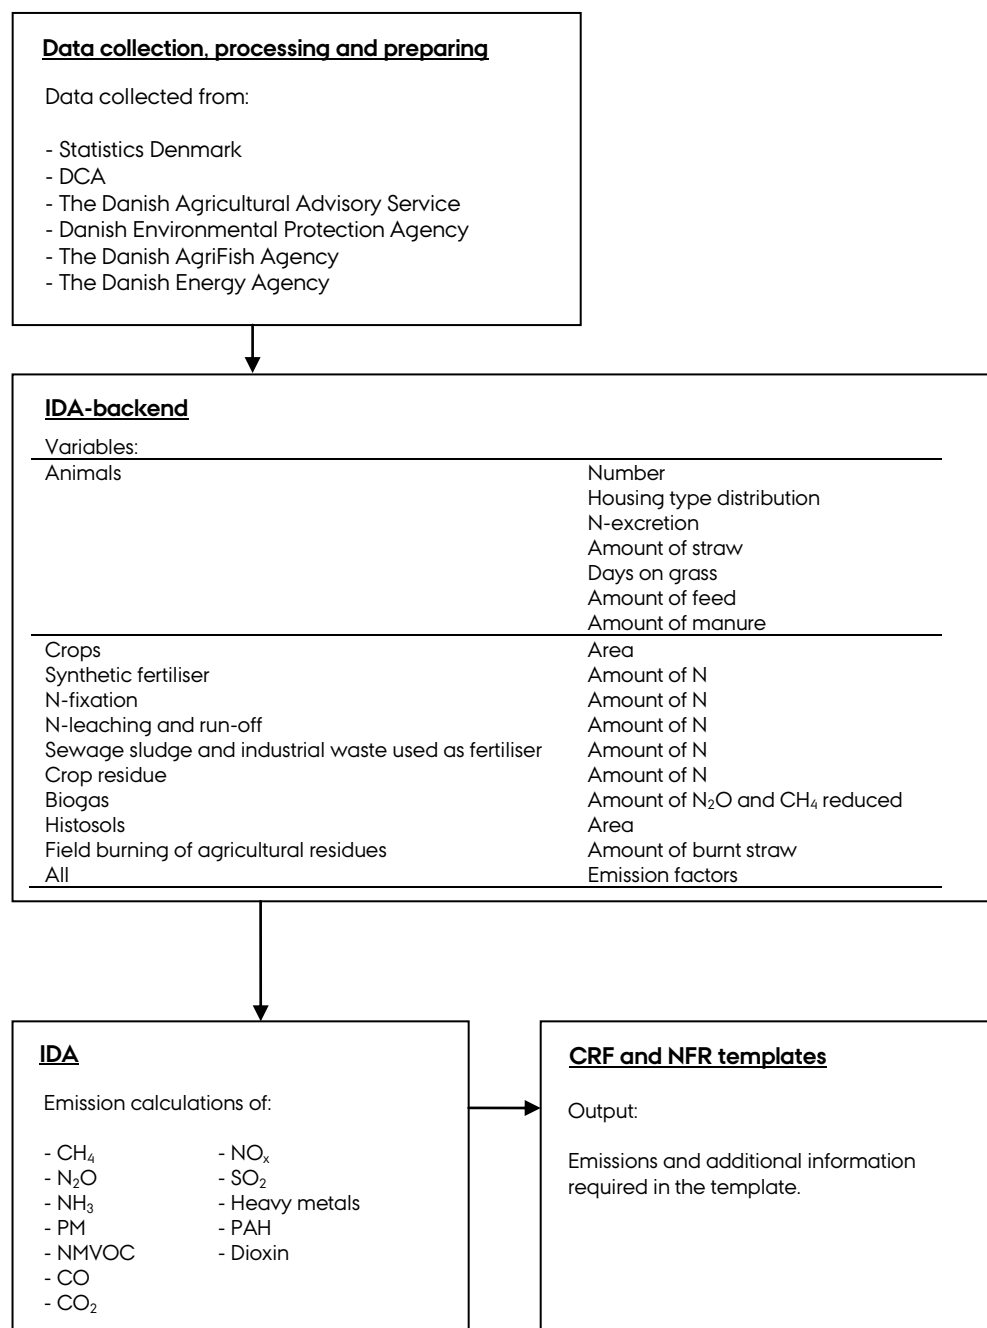 Data collection, processing and preparing
Data collected from:
- Statistics Denmark
- DCA
- The Danish Agricultural Advisory Service
- Danish Environmental Protection Agency
- The Danish AgriFish Agency
- The Danish Energy Agency
IDA-backend
Variables:
Animals Number
Housing type distribution
N-excretion
Amount of straw
Days on grass
Amount of feed
Amount of manure
Crops Area
Synthetic fertiliser Amount of N
N-fixation Amount of N
N-leaching and run-off Amount of N
Sewage sludge and industrial waste used as fertiliser Amount of N
Crop residue Amount of N
Biogas Amount of N₂O and CH₄ reduced
Histosols Area
Field burning of agricultural residues Amount of burnt straw
All Emission factors
IDA
Emission calculations of:
- CH₄ - NOₓ
- N₂O - SO₂
- NH₃ - Heavy metals
- PM - PAH
- NMVOC - Dioxin
- CO
- CO₂
CRF and NFR templates
Output:
Emissions and additional information
required in the template.